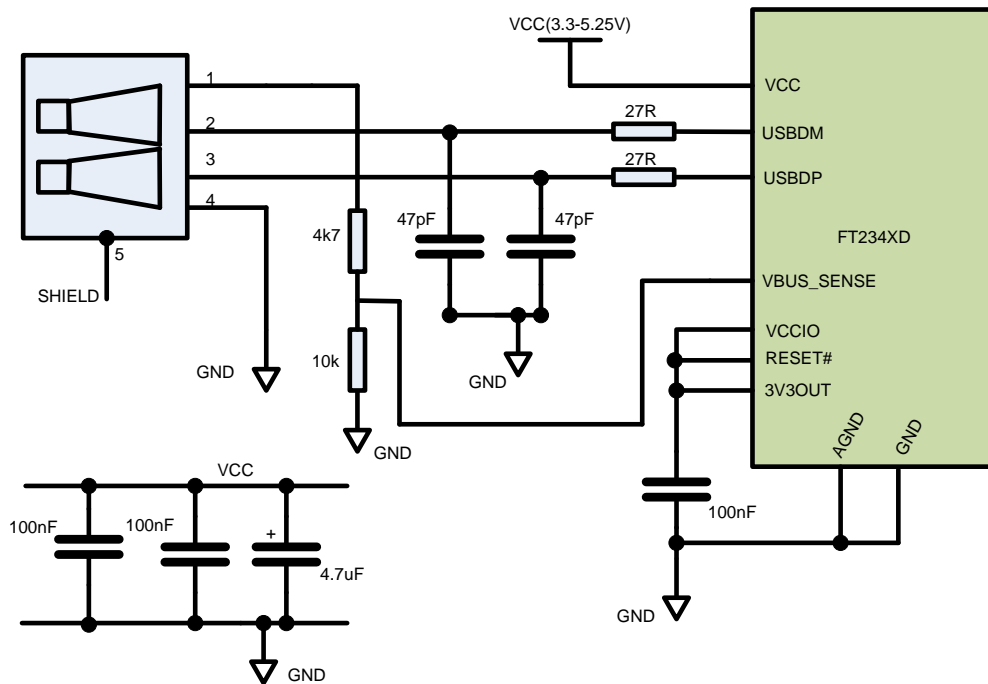 VCC(3.3-5.25V)
1
VCC
27R
2
USBDM
27R
3
USBDP
4
47pF
47pF
4k7
FT234XD
5
VBUS_SENSE
SHIELD
VCCIO
10k
RESET#
GND
GND
3V3OUT
AGND
GND
GND
VCC
100nF
100nF
100nF
+
4.7uF
GND
GND